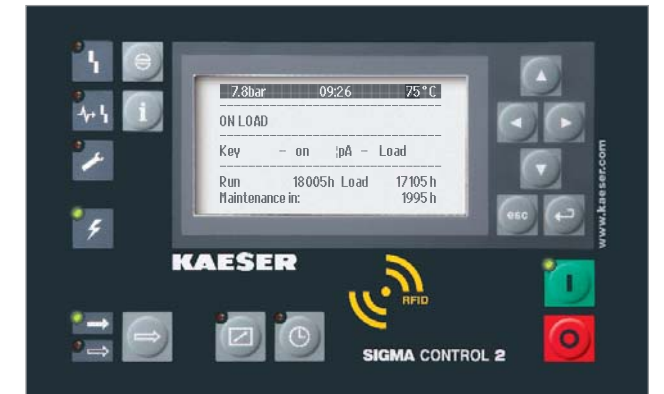 7.8bar 09:26 75°C
ON LOAD
Key - on ¦pA - Load
Run 18005h Load 17105h
Maintenance in: 1995h
i
esc
www.kaeser.com
KAESER
RFID
I
O
SIGMA CONTROL 2